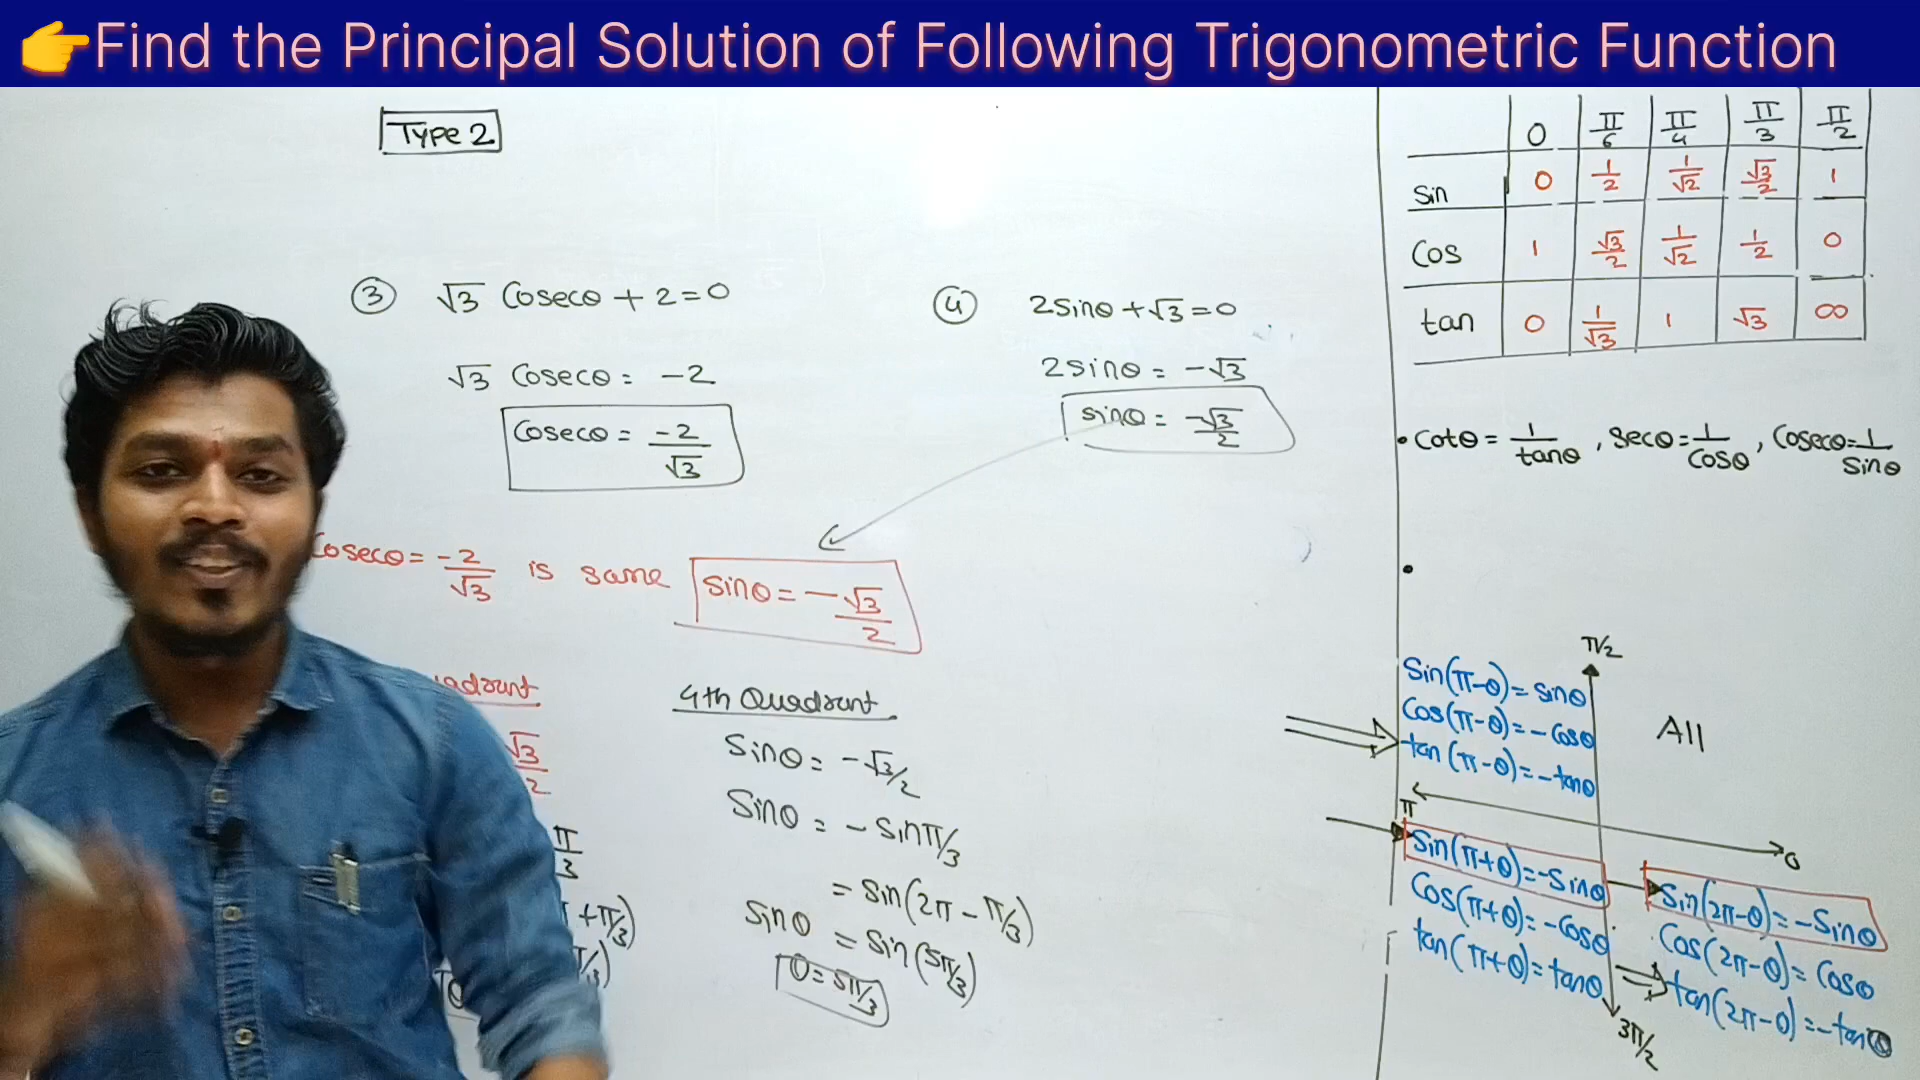 👉Find the Principal Solution of Following Trigonometric Function
Type 2
③ √3 Cosecθ + 2 = 0
√3 Cosecθ = -2
Cosecθ = -2/√3
④ 2sinθ + √3 = 0
2sinθ = -√3
sinθ = -√3/2
Cosecθ = -2/√3 is same sinθ = -√3/2
√3/2
π/3
+π/3)
4th Quadrant
Sinθ = -√3/2
Sinθ = - sinπ/3
= sin(2π - π/3)
Sinθ = sin(5π/3)
θ = 5π/3
0 π/6 π/4 π/3 π/2
sin 0 1/2 1/√2 √3/2 1
Cos 1 √3/2 1/√2 1/2 0
tan 0 1/√3 1 √3 ∞
• Cotθ = 1/tanθ , secθ = 1/cosθ , Cosecθ = 1/sinθ
π/2
Sin(π-θ) = sinθ
Cos(π-θ) = -cosθ
tan(π-θ) = -tanθ
All
π
0
Sin(π+θ) = -Sinθ
Cos(π+θ) = -Cosθ
tan(π+θ) = tanθ
Sin(2π-θ) = -Sinθ
Cos(2π-θ) = Cosθ
tan(2π-θ) = -tanθ
3π/2